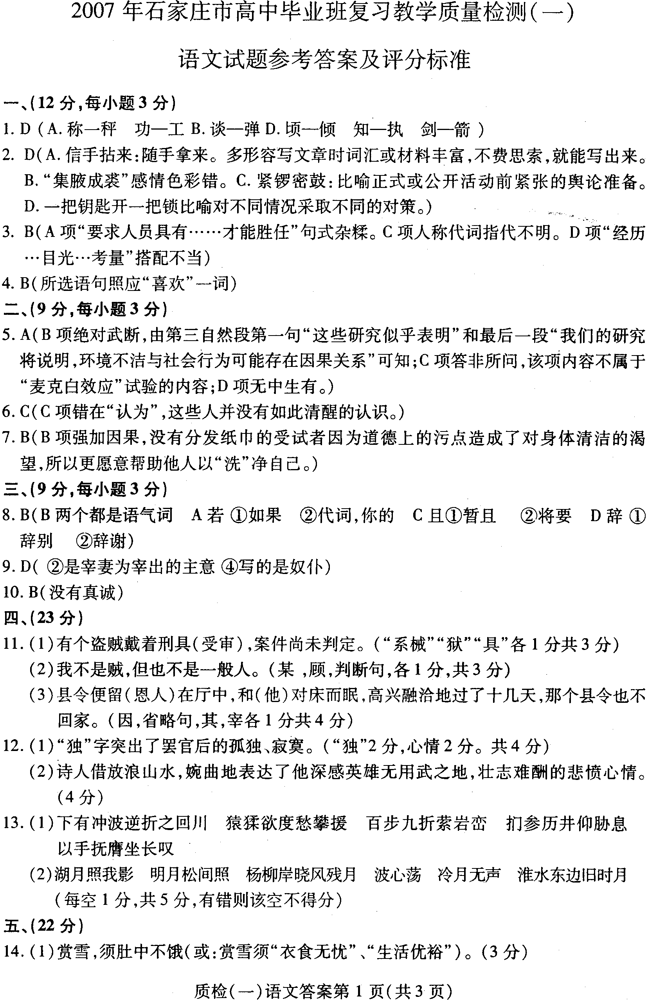 2007 年石家庄市高中毕业班复习教学质量检测(一)
语文试题参考答案及评分标准
一、(12 分,每小题 3 分)
1. D ( A. 称—秤 功—工 B. 谈—弹 D. 顷—倾 知—执 剑—箭 )
2. D( A. 信手拈来:随手拿来。多形容写文章时词汇或材料丰富,不费思索,就能写出来。
B. “集腋成裘”感情色彩错。C. 紧锣密鼓:比喻正式或公开活动前紧张的舆论准备。
D. 一把钥匙开一把锁比喻对不同情况采取不同的对策。)
3. B( A 项“要求人员具有……才能胜任”句式杂糅。C 项人称代词指代不明。D 项“经历
…目光…考量”搭配不当)
4. B(所选语句照应“喜欢”一词)
二、(9 分,每小题 3 分)
5. A( B 项绝对武断,由第三自然段第一句“这些研究似乎表明”和最后一段“我们的研究
将说明,环境不洁与社会行为可能存在因果关系”可知;C 项答非所问,该项内容不属于
“麦克白效应”试验的内容;D 项无中生有。)
6. C( C 项错在“认为”,这些人并没有如此清醒的认识。)
7. B( B 项强加因果,没有分发纸巾的受试者因为道德上的污点造成了对身体清洁的渴
望,所以更愿意帮助他人以“洗”净自己。)
三、(9 分,每小题 3 分)
8. B( B 两个都是语气词 A 若 ①如果 ②代词,你的 C 且①暂且 ②将要 D 辞 ①
辞别 ②辞谢)
9. D( ②是宰妻为宰出的主意 ④写的是奴仆)
10. B(没有真诚)
四、(23 分)
11. (1)有个盗贼戴着刑具(受审),案件尚未判定。(“系械”“狱”“具”各 1 分共 3 分)
(2)我不是贼,但也不是一般人。(某 ,顾,判断句,各 1 分,共 3 分)
(3)县令便留(恩人)在厅中,和(他)对床而眠,高兴融洽地过了十几天,那个县令也不
回家。(因,省略句,其,宰各 1 分共 4 分)
12. (1)“独”字突出了罢官后的孤独、寂寞。(“独”2 分,心情 2 分。共 4 分)
(2)诗人借放浪山水,婉曲地表达了他深感英雄无用武之地,壮志难酬的悲愤心情。
(4 分)
13. (1)下有冲波逆折之回川 猿猱欲度愁攀援 百步九折萦岩峦 扪参历井仰胁息
以手抚膺坐长叹
(2)湖月照我影 明月松间照 杨柳岸晓风残月 波心荡 冷月无声 淮水东边旧时月
(每空 1 分,共 5 分,有错则该空不得分)
五、(22 分)
14. (1)赏雪,须肚中不饿(或:赏雪须“衣食无忧”、“生活优裕”)。(3 分)
质检(一)语文答案第 1 页(共 3 页)